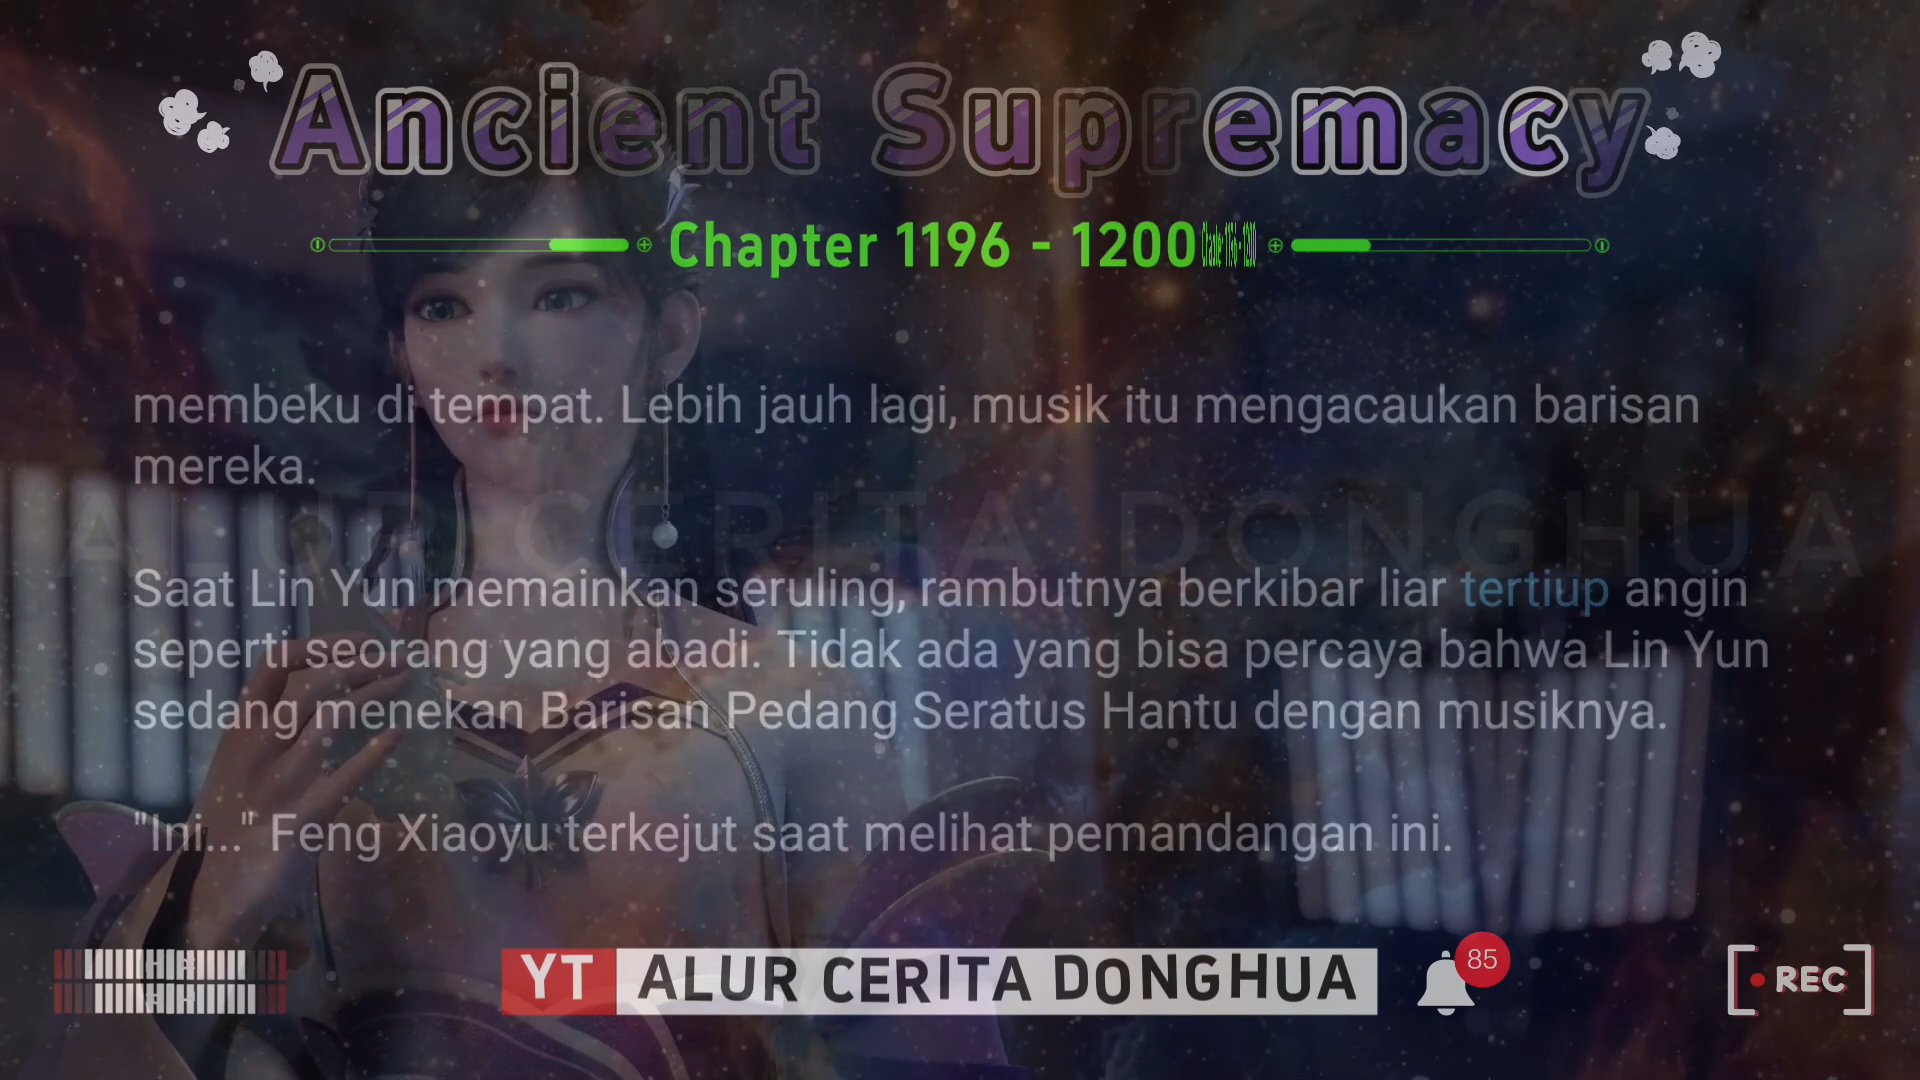 Ancient Supremacy
Chapter 1196 - 1200
Chapter 1196 - 1200
membeku di tempat. Lebih jauh lagi, musik itu mengacaukan barisan
mereka.
ALUR CERITA DONGHUA
Saat Lin Yun memainkan seruling, rambutnya berkibar liar tertiup angin
seperti seorang yang abadi. Tidak ada yang bisa percaya bahwa Lin Yun
sedang menekan Barisan Pedang Seratus Hantu dengan musiknya.
"Ini..." Feng Xiaoyu terkejut saat melihat pemandangan ini.
YT ALUR CERITA DONGHUA
85
REC